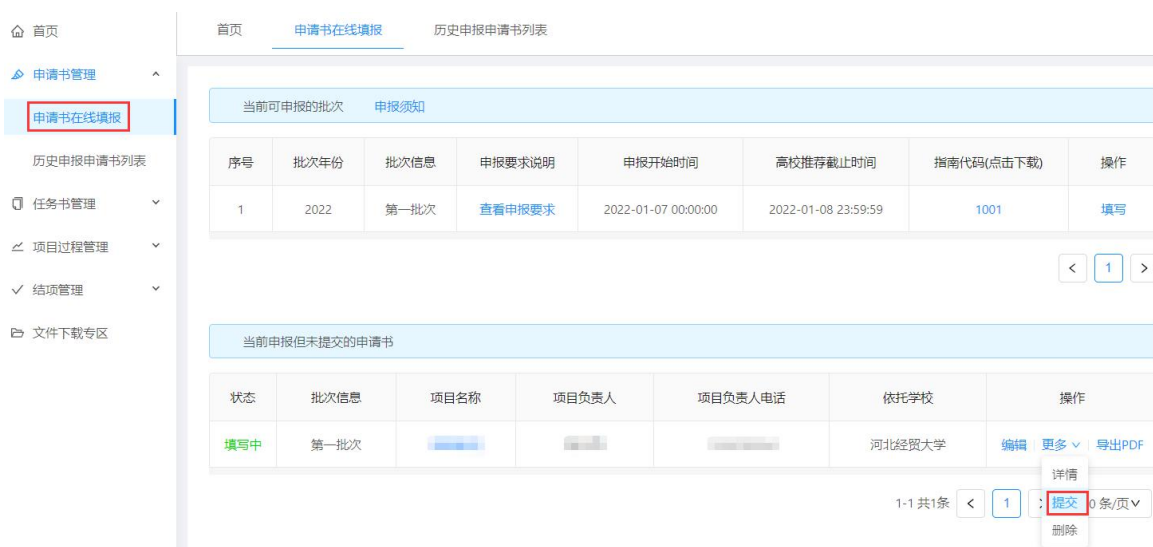 首页
申请书管理
申请书在线填报
历史申报申请书列表
任务书管理
项目过程管理
结项管理
文件下载专区
首页 申请书在线填报 历史申报申请书列表
当前可申报的批次 申报须知
序号 批次年份 批次信息 申报要求说明 申报开始时间 高校推荐截止时间 指南代码(点击下载) 操作
1 2022 第一批次 查看申报要求 2022-01-07 00:00:00 2022-01-08 23:59:59 1001 填写
< 1 >
当前申报但未提交的申请书
状态 批次信息 项目名称 项目负责人 项目负责人电话 依托学校 操作
填写中 第一批次 河北经贸大学 编辑 更多 导出PDF
详情
1-1 共1条 < 1 提交 0 条/页
删除